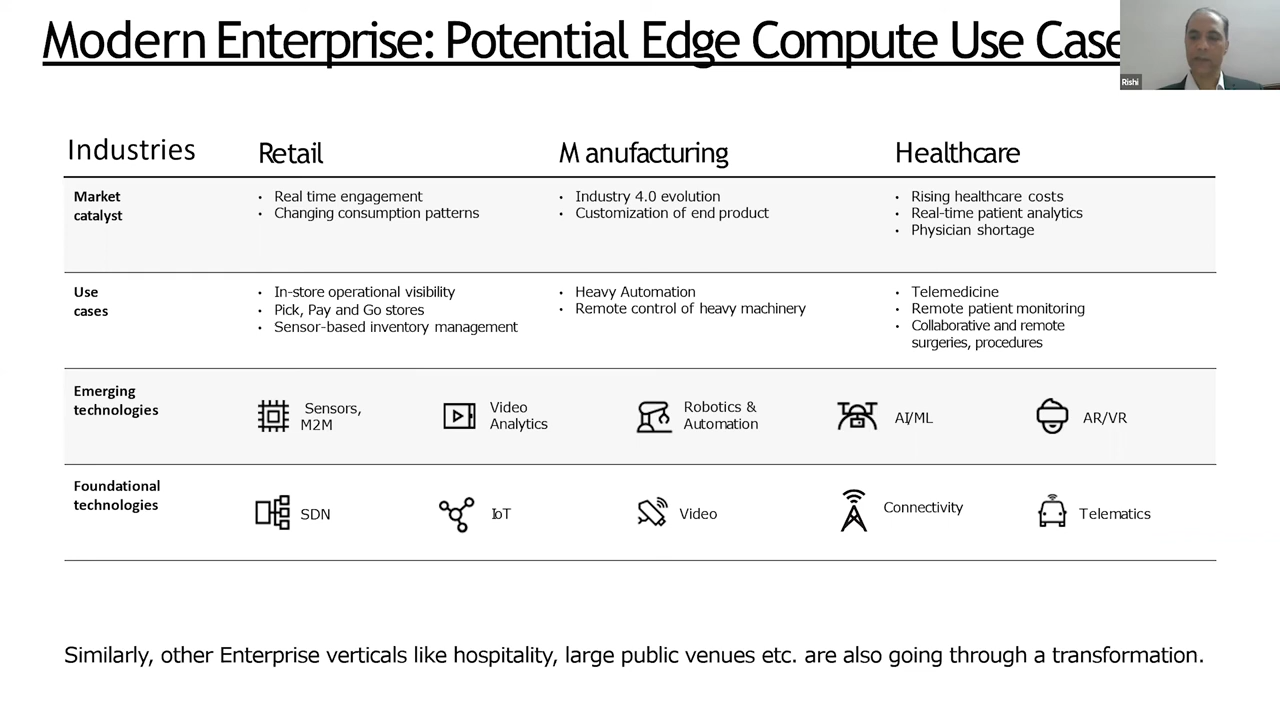 Modern Enterprise: Potential Edge Compute Use Case
Rishi
Industries
Retail
Manufacturing
Healthcare
Market
catalyst
• Real time engagement
• Changing consumption patterns
• Industry 4.0 evolution
• Customization of end product
• Rising healthcare costs
• Real-time patient analytics
• Physician shortage
Use
cases
• In-store operational visibility
• Pick, Pay and Go stores
• Sensor-based inventory management
• Heavy Automation
• Remote control of heavy machinery
• Telemedicine
• Remote patient monitoring
• Collaborative and remote
surgeries, procedures
Emerging
technologies
Sensors,
M2M
Video
Analytics
Robotics &
Automation
AI/ML
AR/VR
Foundational
technologies
SDN
IoT
Video
Connectivity
Telematics
Similarly, other Enterprise verticals like hospitality, large public venues etc. are also going through a transformation.